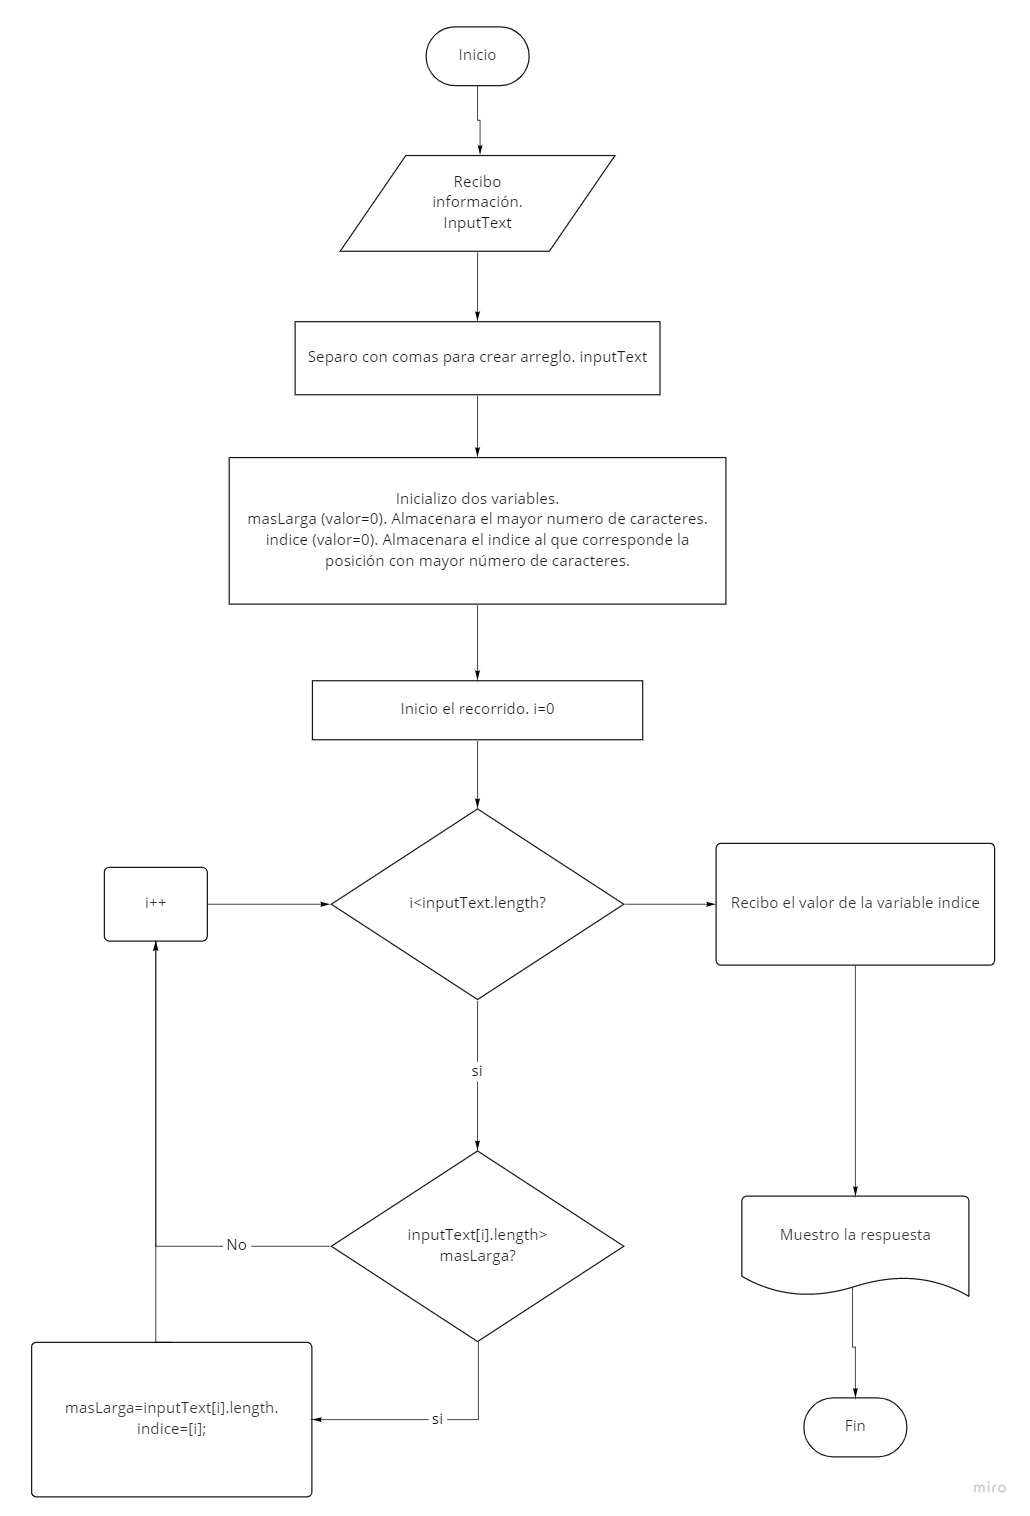 Inicio
Recibo
información.
InputText
Separo con comas para crear arreglo. inputText
Inicializo dos variables.
masLarga (valor=0). Almacenara el mayor numero de caracteres.
indice (valor=0). Almacenara el indice al que corresponde la
posición con mayor número de caracteres.
Inicio el recorrido. i=0
i++
i<inputText.length?
Recibo el valor de la variable indice
si
inputText[i].length>
masLarga?
No
Muestro la respuesta
masLarga=inputText[i].length.
indice=[i];
si
Fin
miro